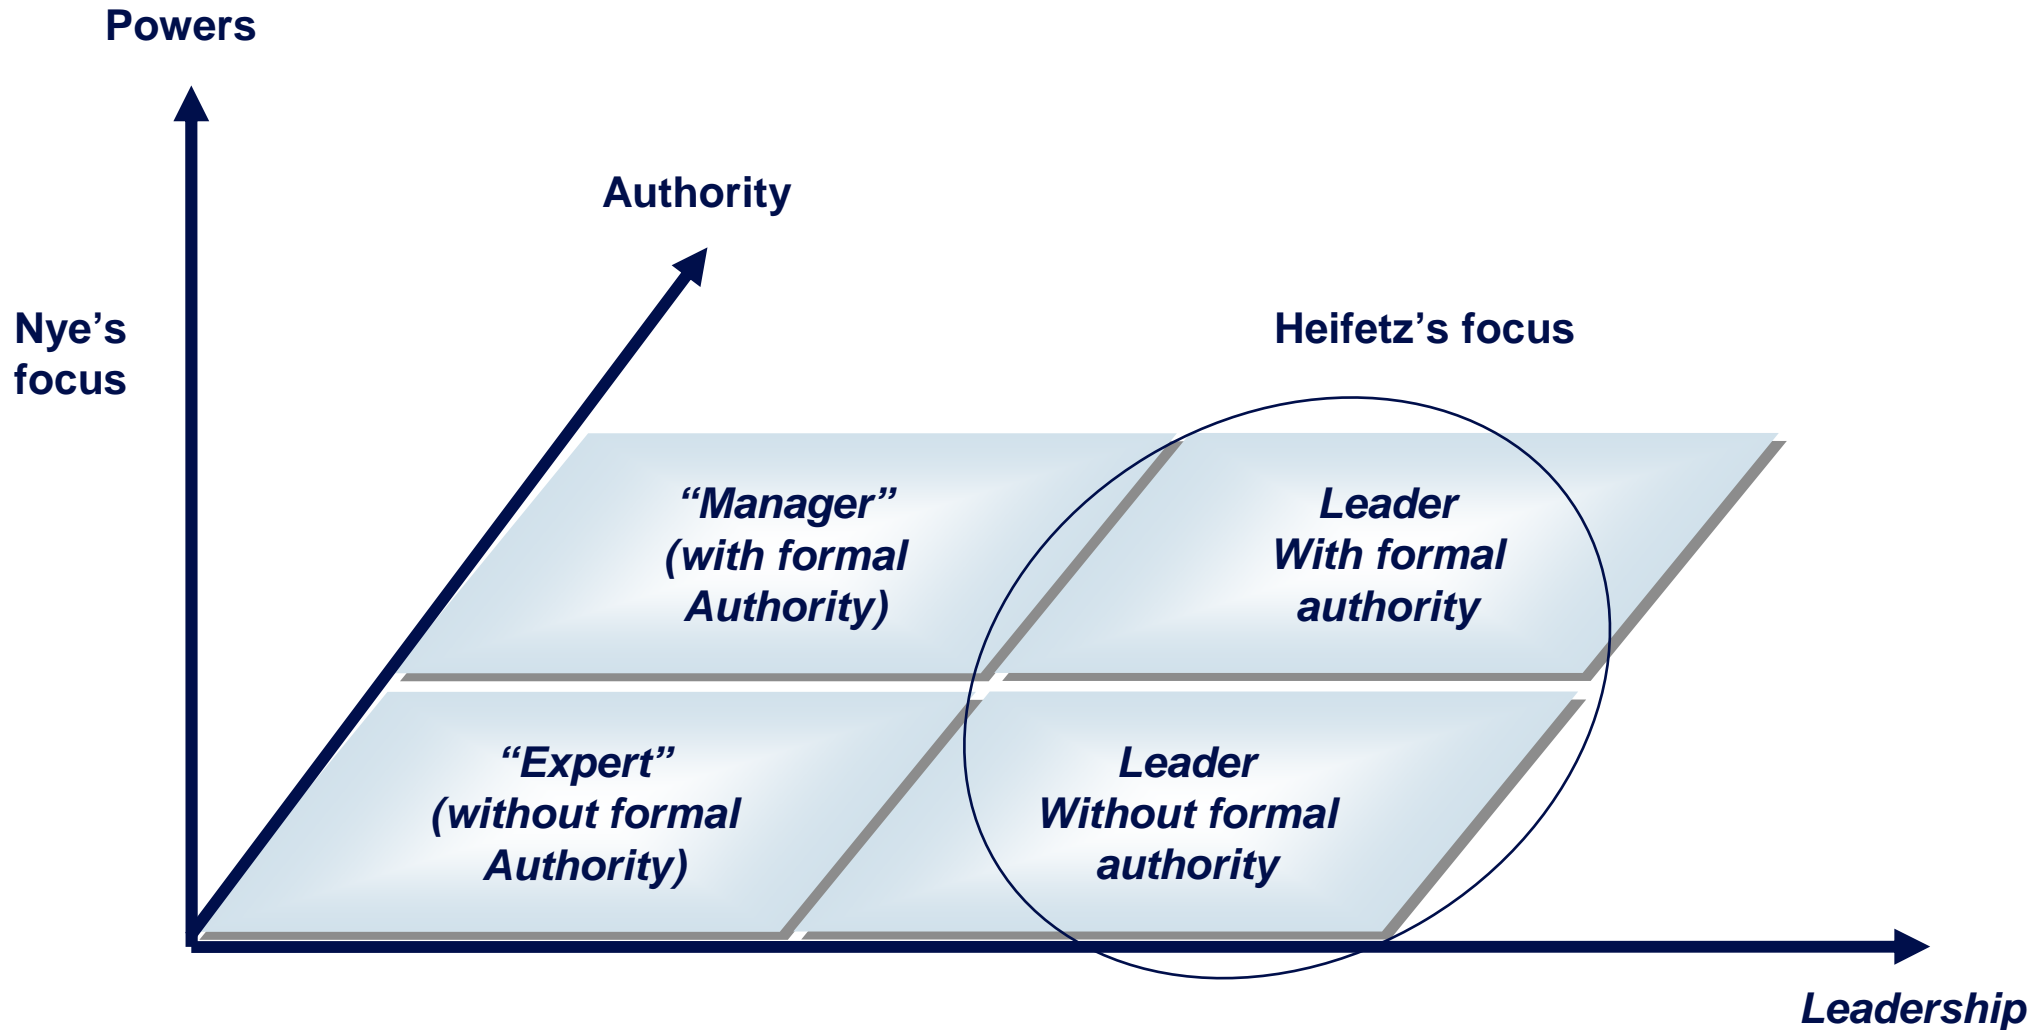 Powers
Authority
Nye’s
focus
Heifetz’s focus
“Manager”
(with formal
Authority)
Leader
With formal
authority
“Expert”
(without formal
Authority)
Leader
Without formal
authority
Leadership